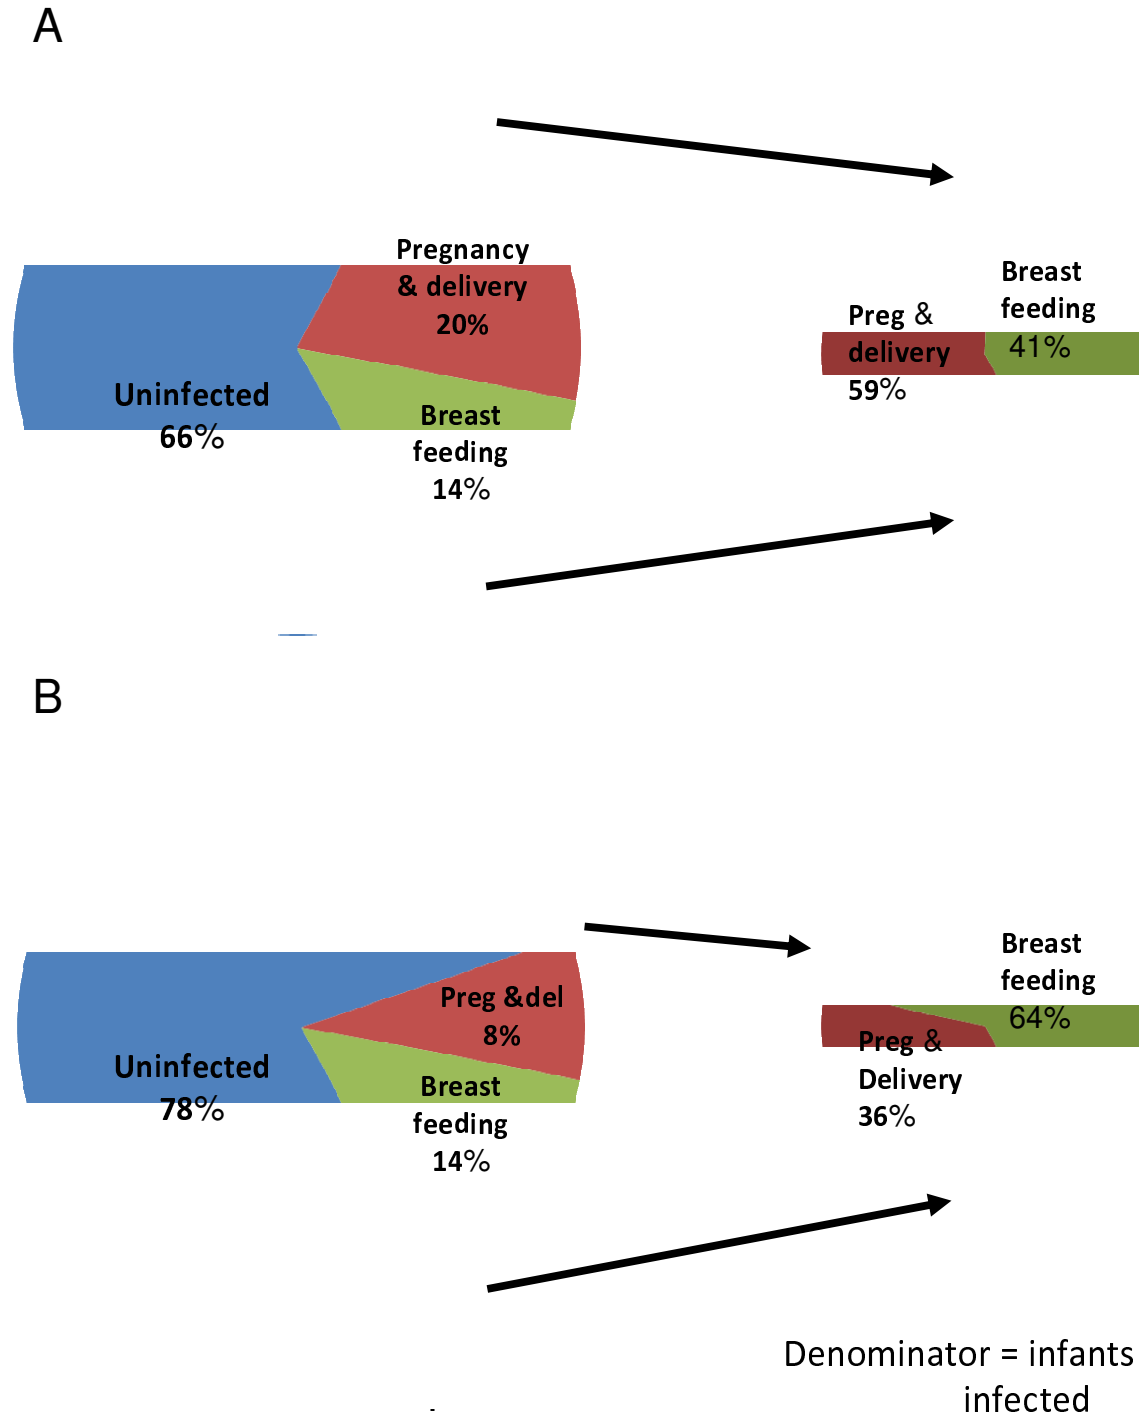 A
Pregnancy
& delivery
20%
Uninfected
66%
Breast
feeding
14%
Preg &
delivery
59%
Breast
feeding
41%
B
Preg &del
8%
Uninfected
78%
Breast
feeding
14%
Breast
feeding
64%
Preg &
Delivery
36%
Denominator = infants
infected